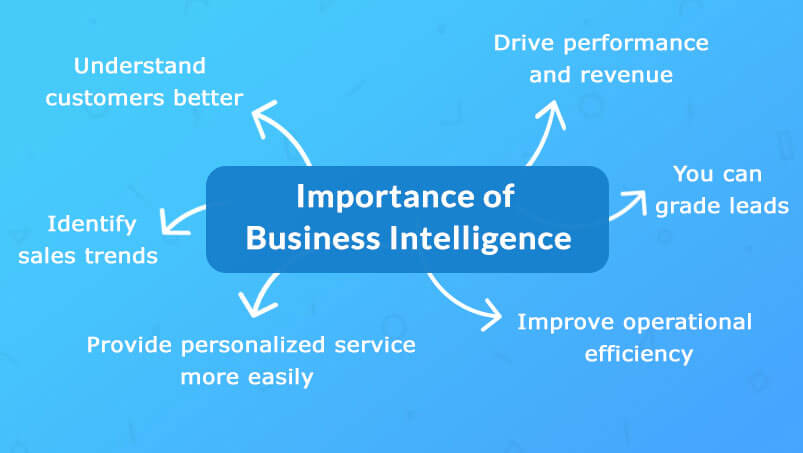 Understand
customers better
Drive performance
and revenue
Importance of
Business Intelligence
You can
grade leads
Identify
sales trends
Provide personalized service
more easily
Improve operational
efficiency